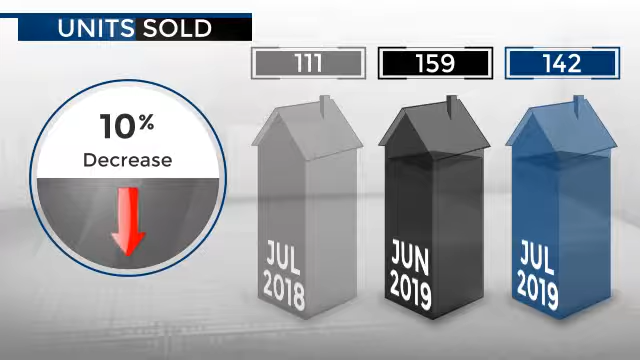 UNITS SOLD
111
159
142
10%
Decrease
JUL
2018
JUN
2019
JUL
2019